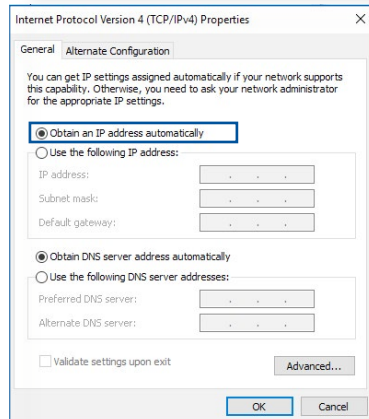 Internet Protocol Version 4 (TCP/IPv4) Properties
General
Alternate Configuration
You can get IP settings assigned automatically if your network supports
this capability. Otherwise, you need to ask your network administrator
for the appropriate IP settings.
Obtain an IP address automatically
Use the following IP address:
IP address:
Subnet mask:
Default gateway:
Obtain DNS server address automatically
Use the following DNS server addresses:
Preferred DNS server:
Alternate DNS server:
Validate settings upon exit
Advanced...
OK
Cancel